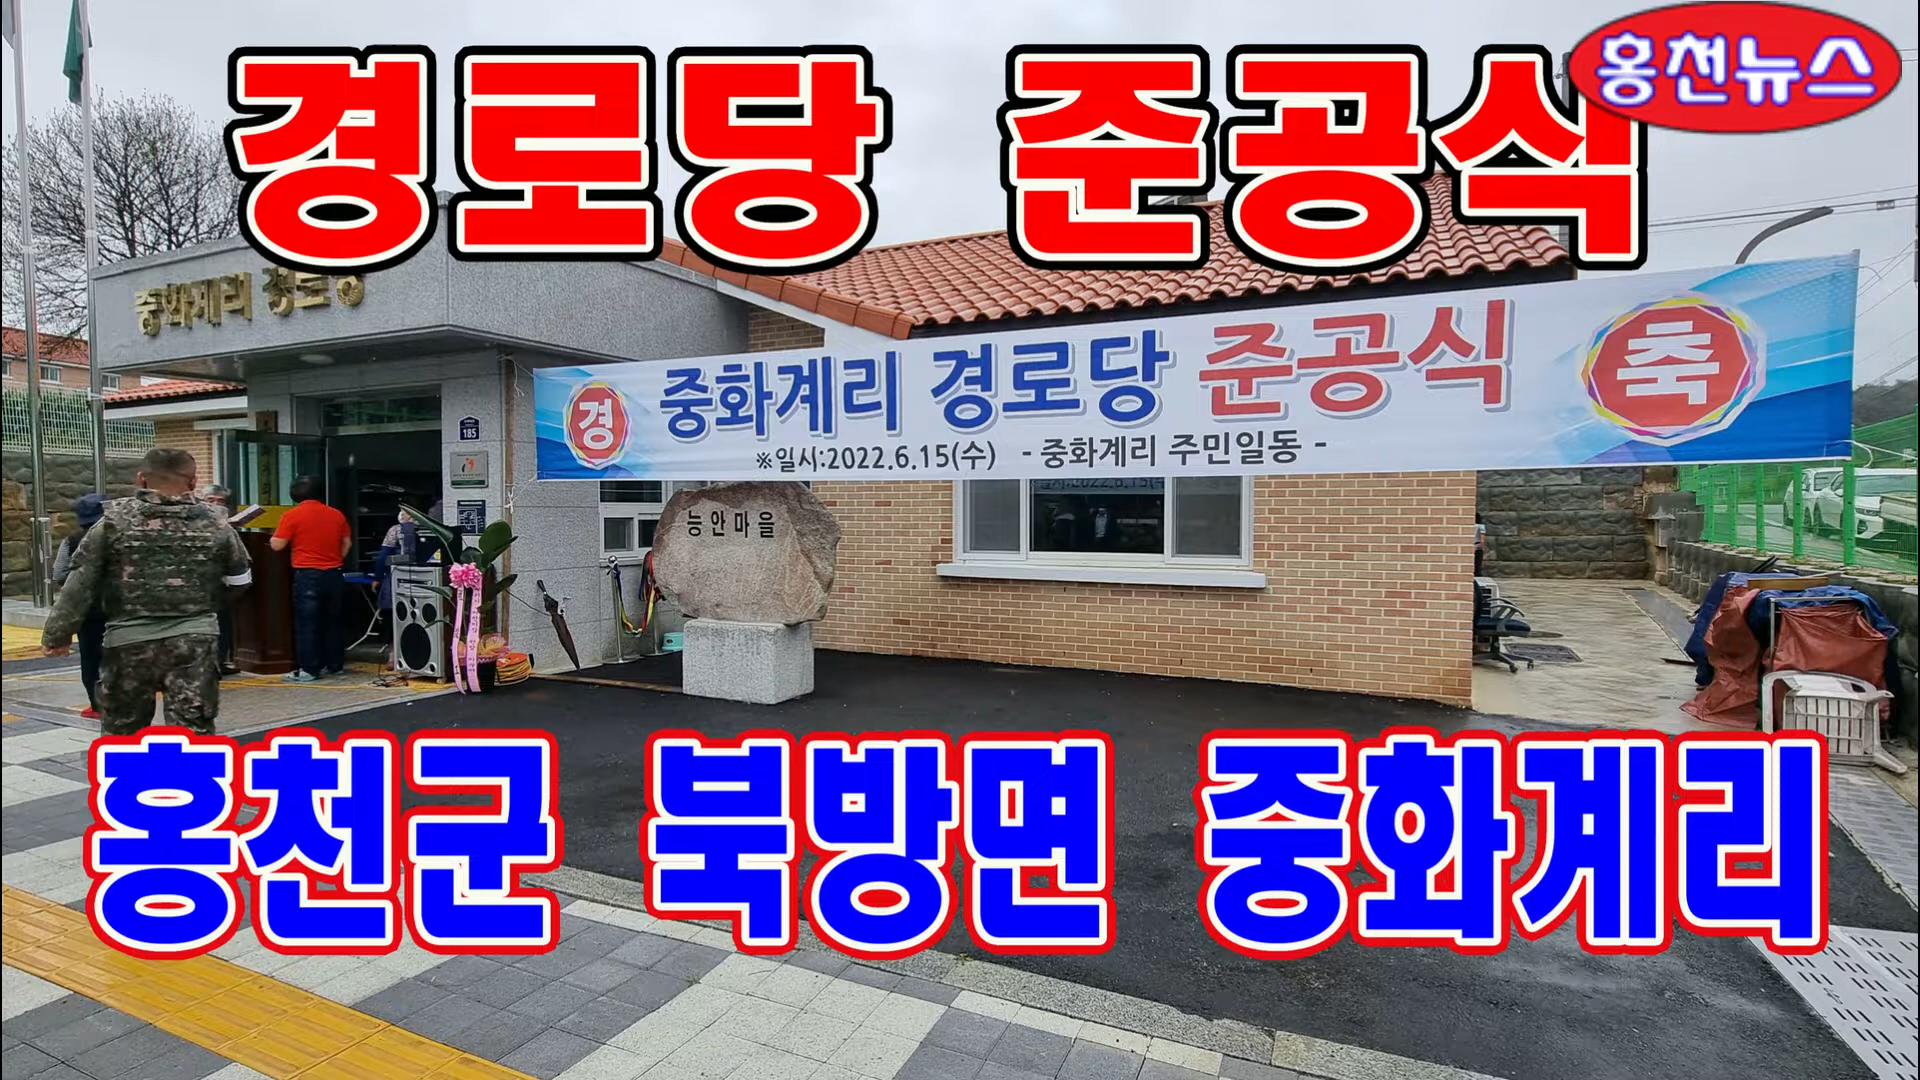 홍천뉴스
경로당 준공식
중화계리 경로당
경 중화계리 경로당 준공식 축
※일시:2022.6.15(수) - 중화계리 주민일동 -
185
능안마을
홍천군 북방면 중화계리